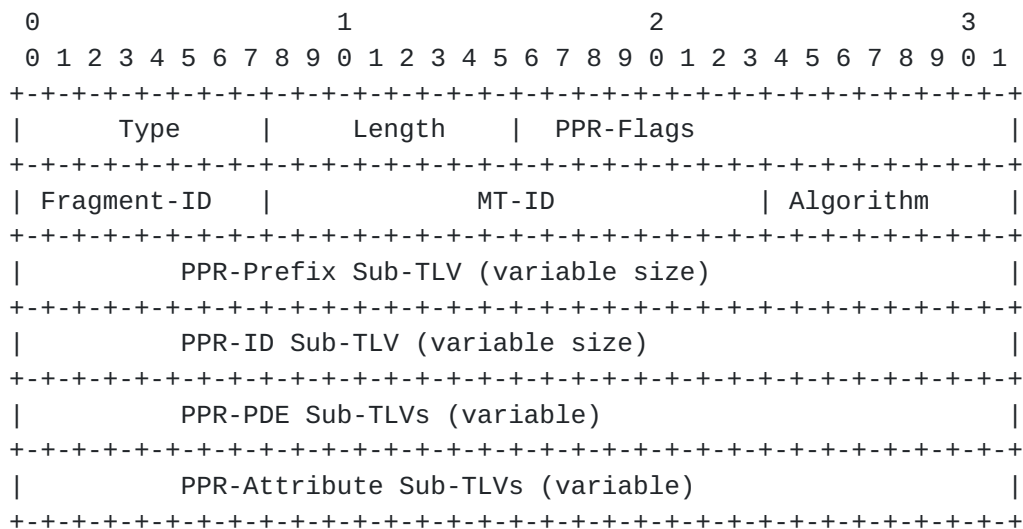 0                   1                   2                   3
 0 1 2 3 4 5 6 7 8 9 0 1 2 3 4 5 6 7 8 9 0 1 2 3 4 5 6 7 8 9 0 1
+-+-+-+-+-+-+-+-+-+-+-+-+-+-+-+-+-+-+-+-+-+-+-+-+-+-+-+-+-+-+-+-+
|      Type     |     Length    |  PPR-Flags                    |
+-+-+-+-+-+-+-+-+-+-+-+-+-+-+-+-+-+-+-+-+-+-+-+-+-+-+-+-+-+-+-+-+
| Fragment-ID   |             MT-ID             | Algorithm     |
+-+-+-+-+-+-+-+-+-+-+-+-+-+-+-+-+-+-+-+-+-+-+-+-+-+-+-+-+-+-+-+-+
|          PPR-Prefix Sub-TLV (variable size)                   |
+-+-+-+-+-+-+-+-+-+-+-+-+-+-+-+-+-+-+-+-+-+-+-+-+-+-+-+-+-+-+-+-+
|          PPR-ID Sub-TLV (variable size)                       |
+-+-+-+-+-+-+-+-+-+-+-+-+-+-+-+-+-+-+-+-+-+-+-+-+-+-+-+-+-+-+-+-+
|          PPR-PDE Sub-TLVs (variable)                          |
+-+-+-+-+-+-+-+-+-+-+-+-+-+-+-+-+-+-+-+-+-+-+-+-+-+-+-+-+-+-+-+-+
|          PPR-Attribute Sub-TLVs (variable)                    |
+-+-+-+-+-+-+-+-+-+-+-+-+-+-+-+-+-+-+-+-+-+-+-+-+-+-+-+-+-+-+-+-+